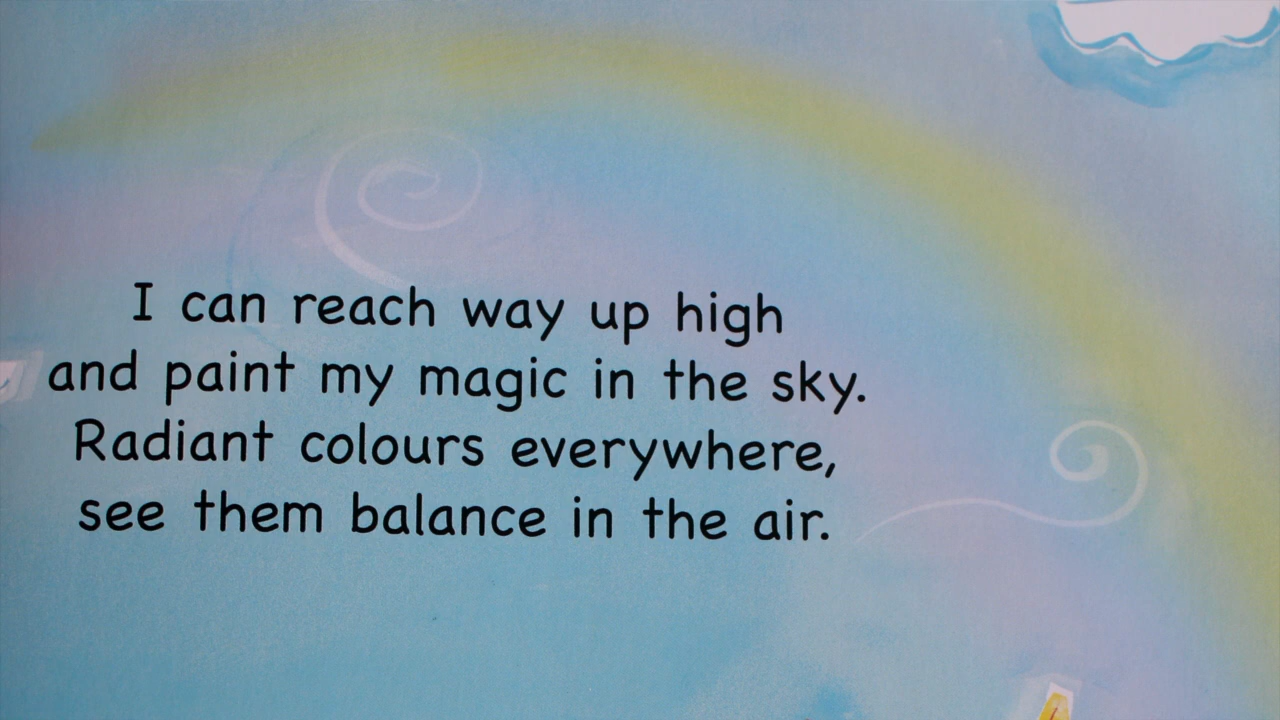 I can reach way up high
and paint my magic in the sky.
Radiant colours everywhere,
see them balance in the air.